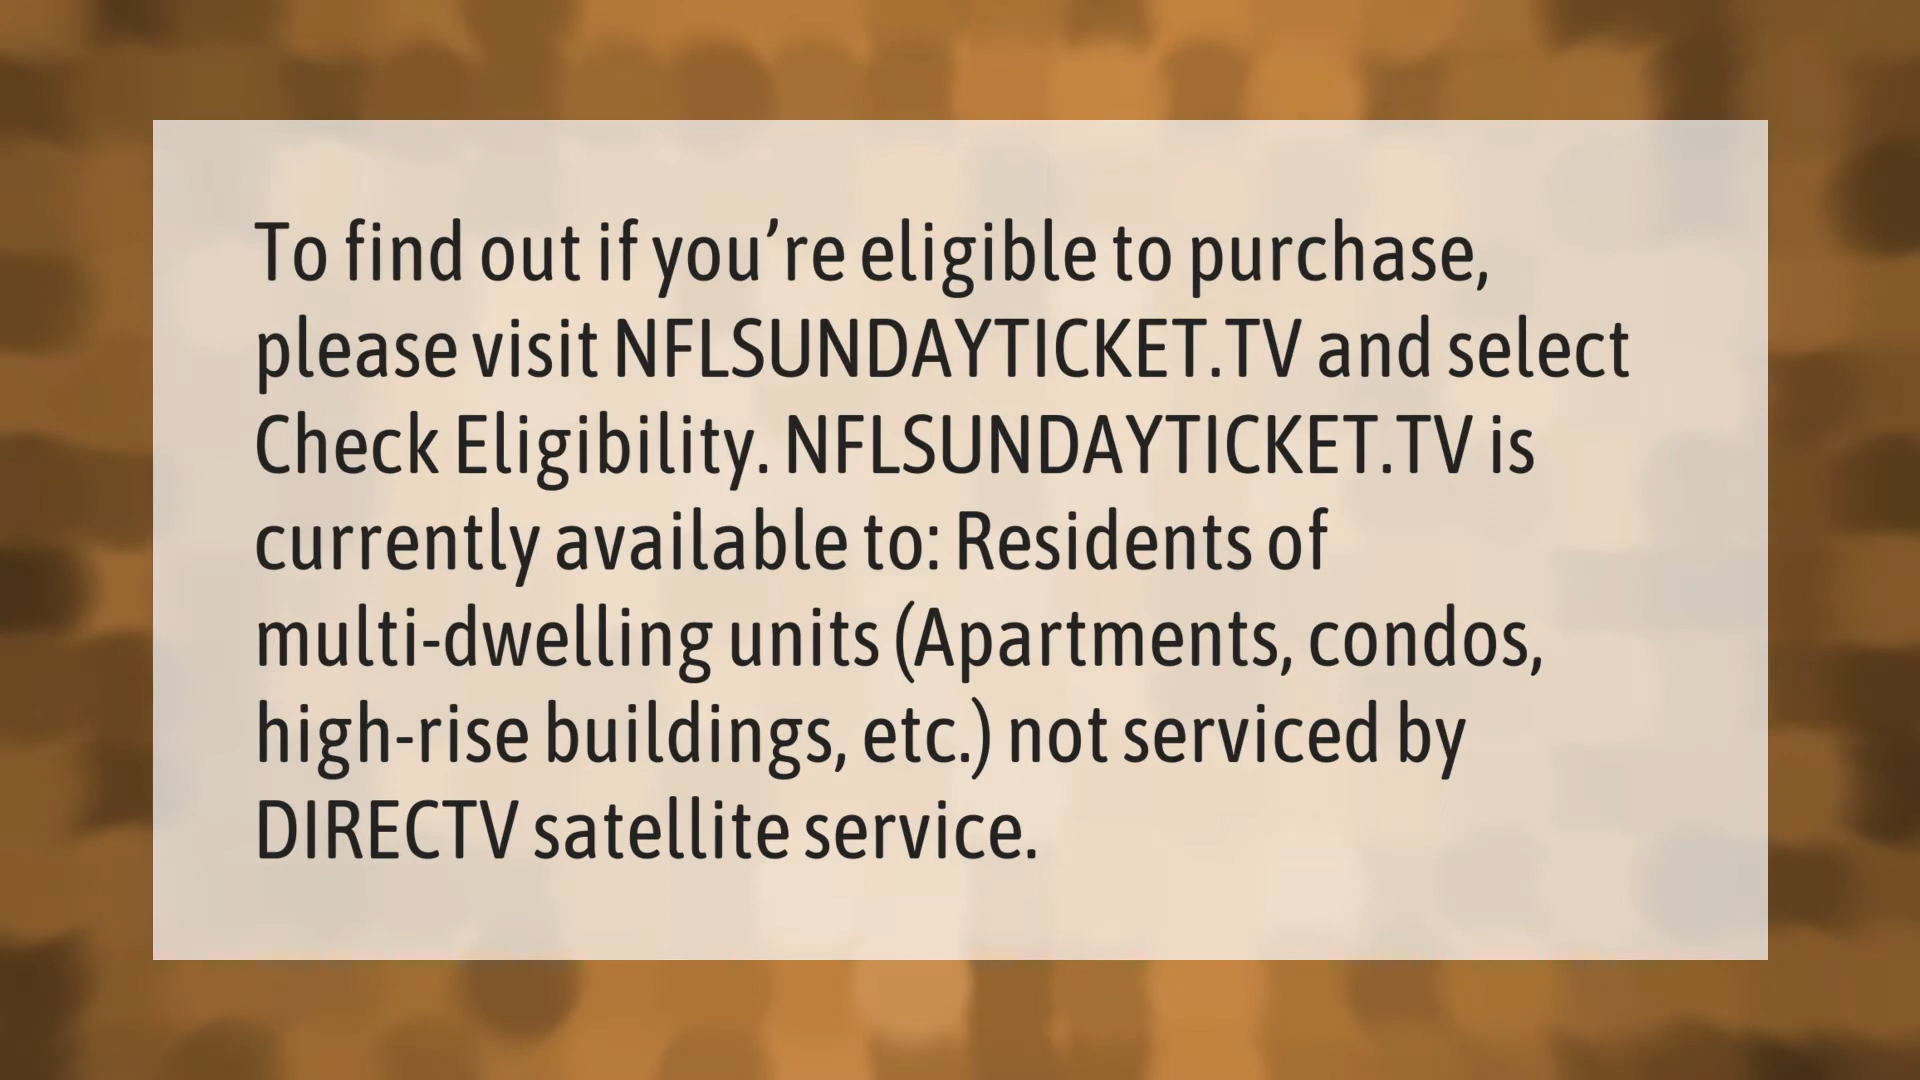 To find out if you’re eligible to purchase,
please visit NFLSUNDAYTICKET.TV and select
Check Eligibility. NFLSUNDAYTICKET.TV is
currently available to: Residents of
multi-dwelling units (Apartments, condos,
high-rise buildings, etc.) not serviced by
DIRECTV satellite service.